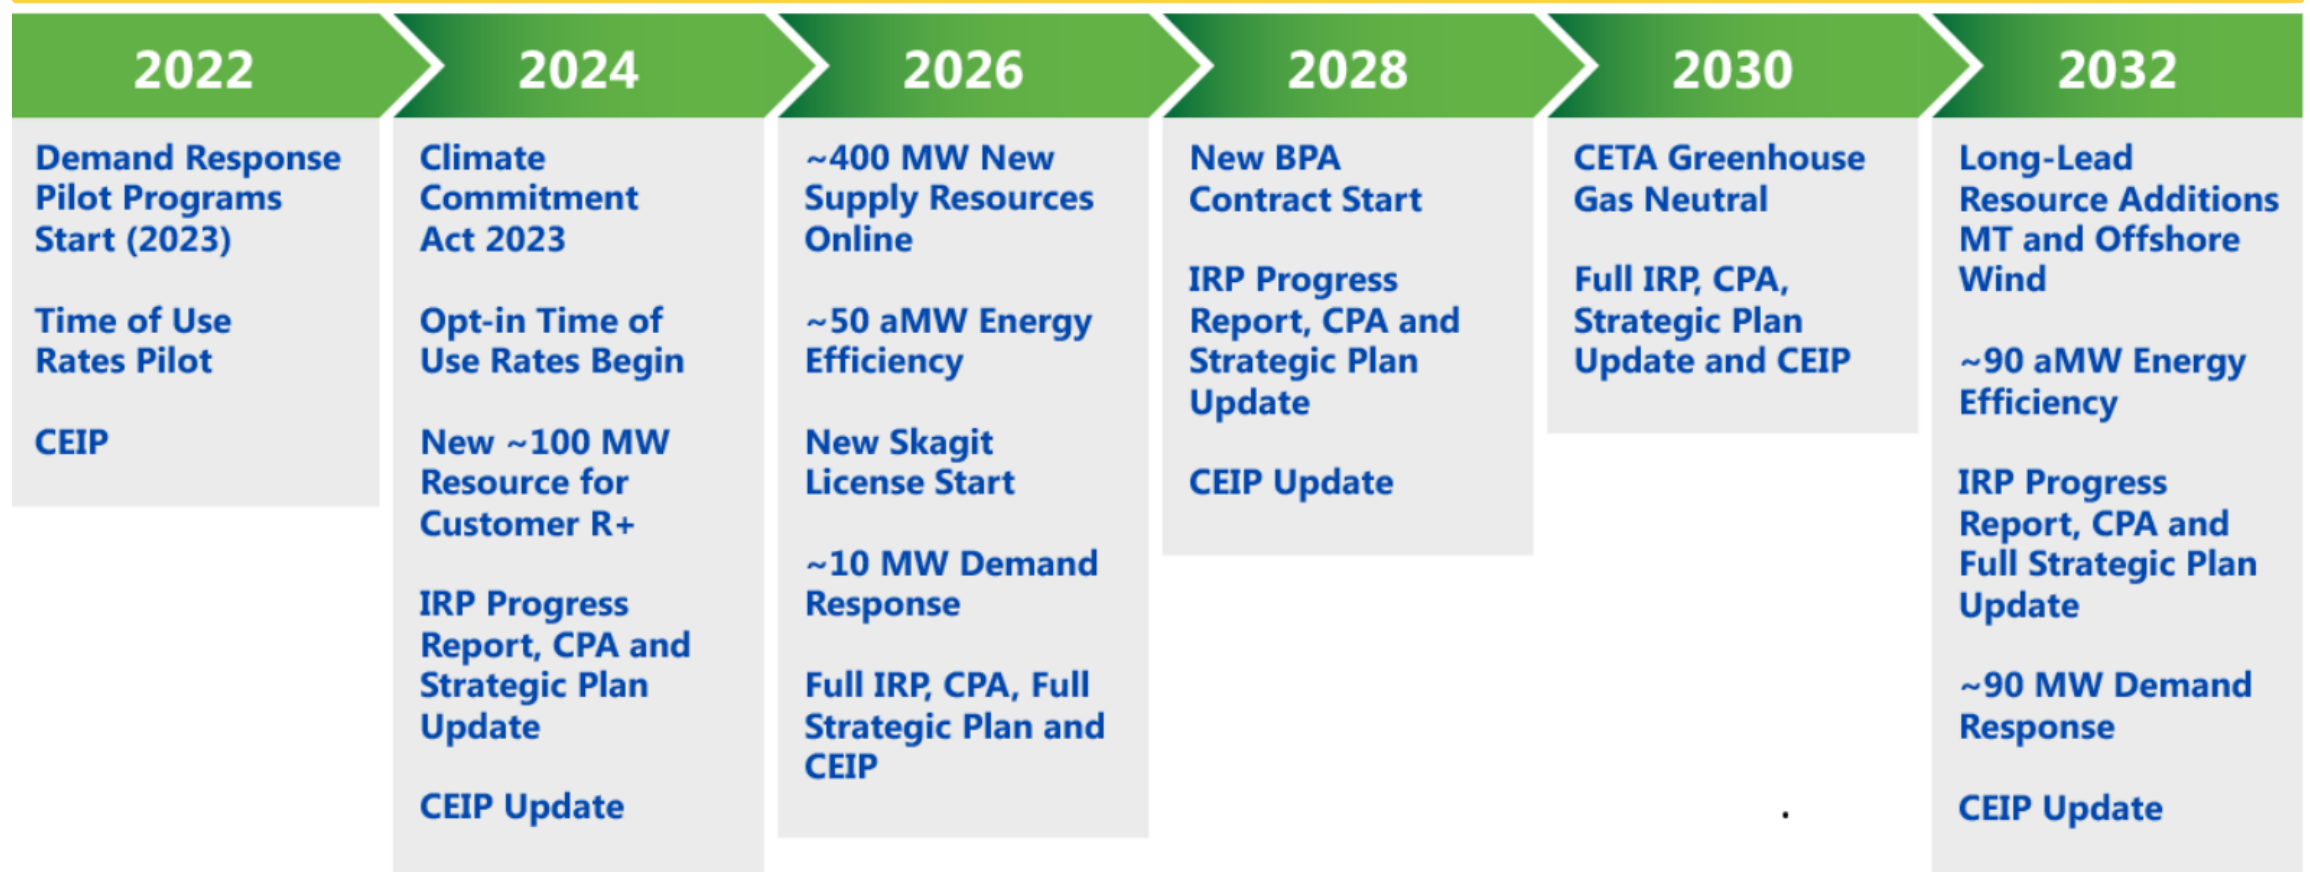 2022
Demand Response
Pilot Programs
Start (2023)
Time of Use
Rates Pilot
CEIP
2024
Climate
Commitment
Act 2023
Opt-in Time of
Use Rates Begin
New ~100 MW
Resource for
Customer R+
IRP Progress
Report, CPA and
Strategic Plan
Update
CEIP Update
2026
~400 MW New
Supply Resources
Online
~50 aMW Energy
Efficiency
New Skagit
License Start
~10 MW Demand
Response
Full IRP, CPA, Full
Strategic Plan and
CEIP
2028
New BPA
Contract Start
IRP Progress
Report, CPA and
Strategic Plan
Update
CEIP Update
2030
CETA Greenhouse
Gas Neutral
Full IRP, CPA,
Strategic Plan
Update and CEIP
2032
Long-Lead
Resource Additions
MT and Offshore
Wind
~90 aMW Energy
Efficiency
IRP Progress
Report, CPA and
Full Strategic Plan
Update
~90 MW Demand
Response
CEIP Update